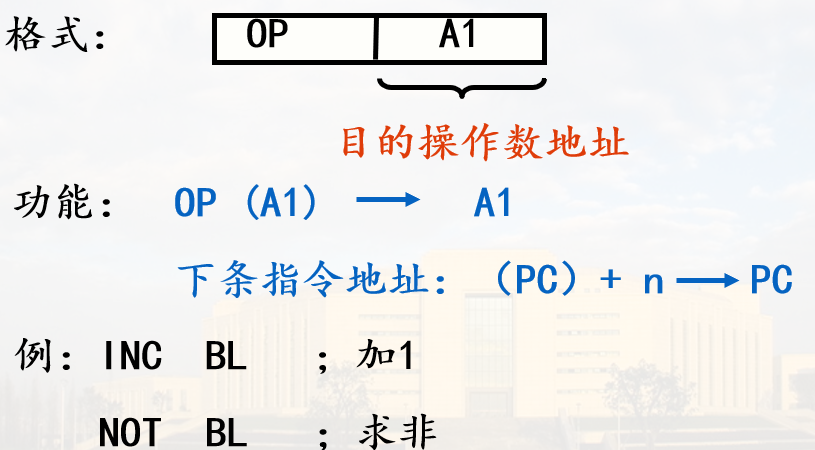 格式： OP A1
目的操作数地址
功能： OP (A1) → A1
下条指令地址：（PC）+ n → PC
例：INC BL ；加1
NOT BL ；求非